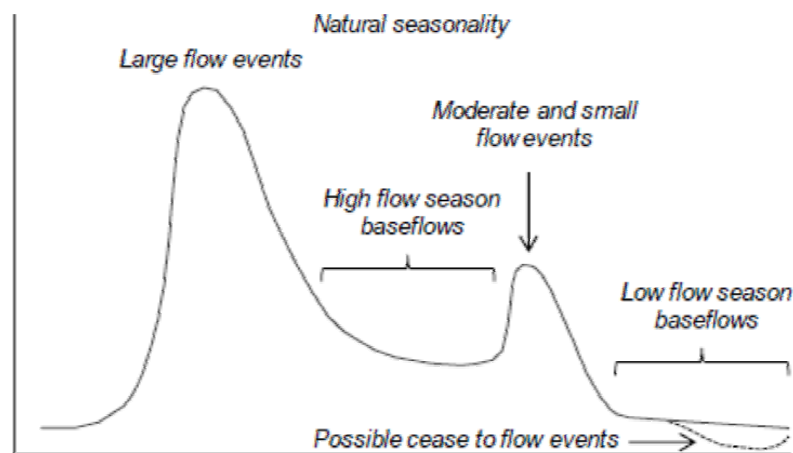 Natural seasonality
Large flow events
Moderate and small
flow events
High flow season
baseflows
Low flow season
baseflows
Possible cease to flow events